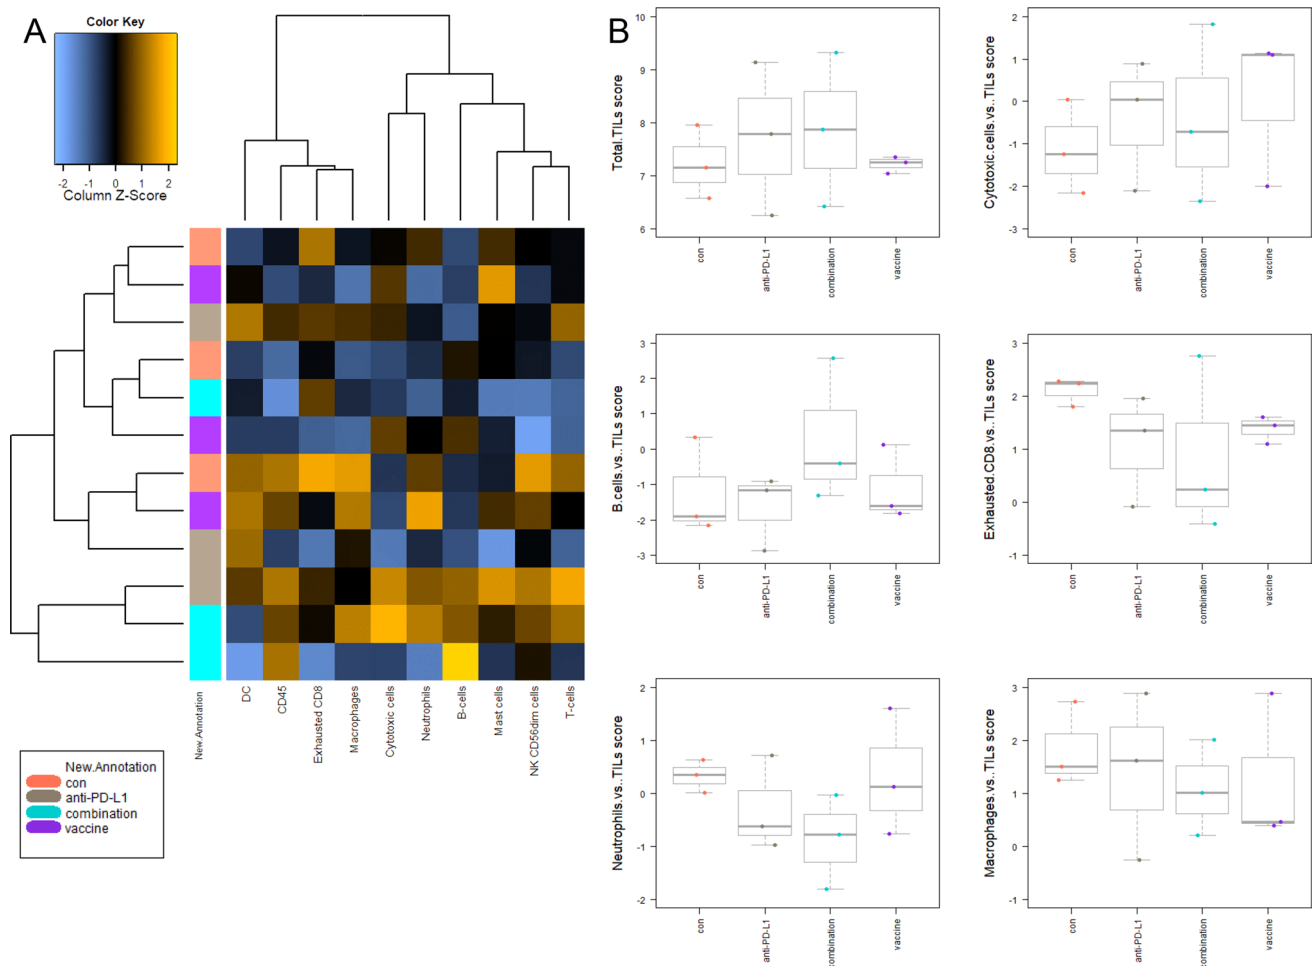 A
Color Key
-2 -1 0 1 2
Column Z-Score
New.Annotation
DC
CD45
Exhausted CD8
Macrophages
Cytotoxic cells
Neutrophils
B-cells
Mast cells
NK CD56dim cells
T-cells
New.Annotation
con
anti-PD-L1
combination
vaccine
B
Total.TILs score
10
9
8
7
6
con
anti-PD-L1
combination
vaccine
Cytotoxic.cells.vs..TILs score
2
1
0
-1
-2
-3
con
anti-PD-L1
combination
vaccine
B.cells.vs..TILs score
3
2
1
0
-1
-2
-3
con
anti-PD-L1
combination
vaccine
Exhausted.CD8.vs..TILs score
3
2
1
0
-1
con
anti-PD-L1
combination
vaccine
Neutrophils.vs..TILs score
2
1
0
-1
-2
con
anti-PD-L1
combination
vaccine
Macrophages.vs..TILs score
3
2
1
0
-1
con
anti-PD-L1
combination
vaccine